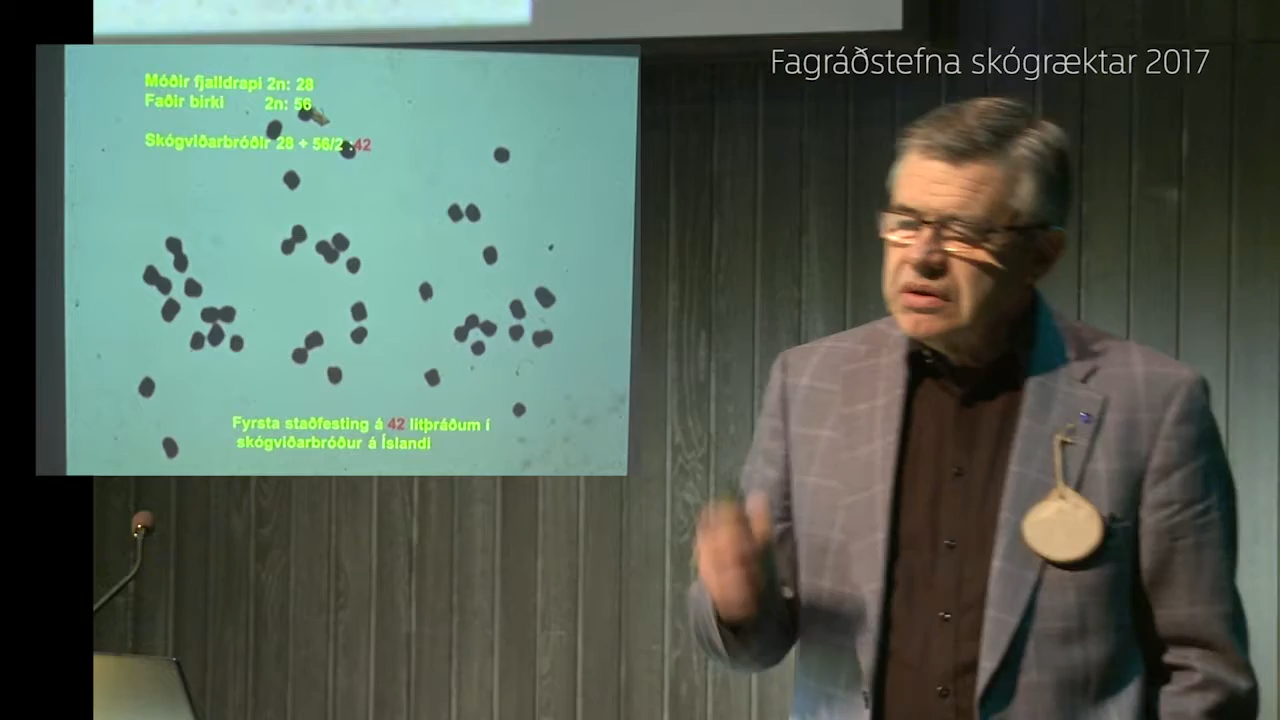 Fagráðstefna skógræktar 2017
Móðir fjalldrapi 2n: 28
Faðir birki 2n: 56
Skógviðarbróðir 28 + 56/2 :42
Fyrsta staðfesting á 42 litþráðum í
skógviðarbróður á Íslandi